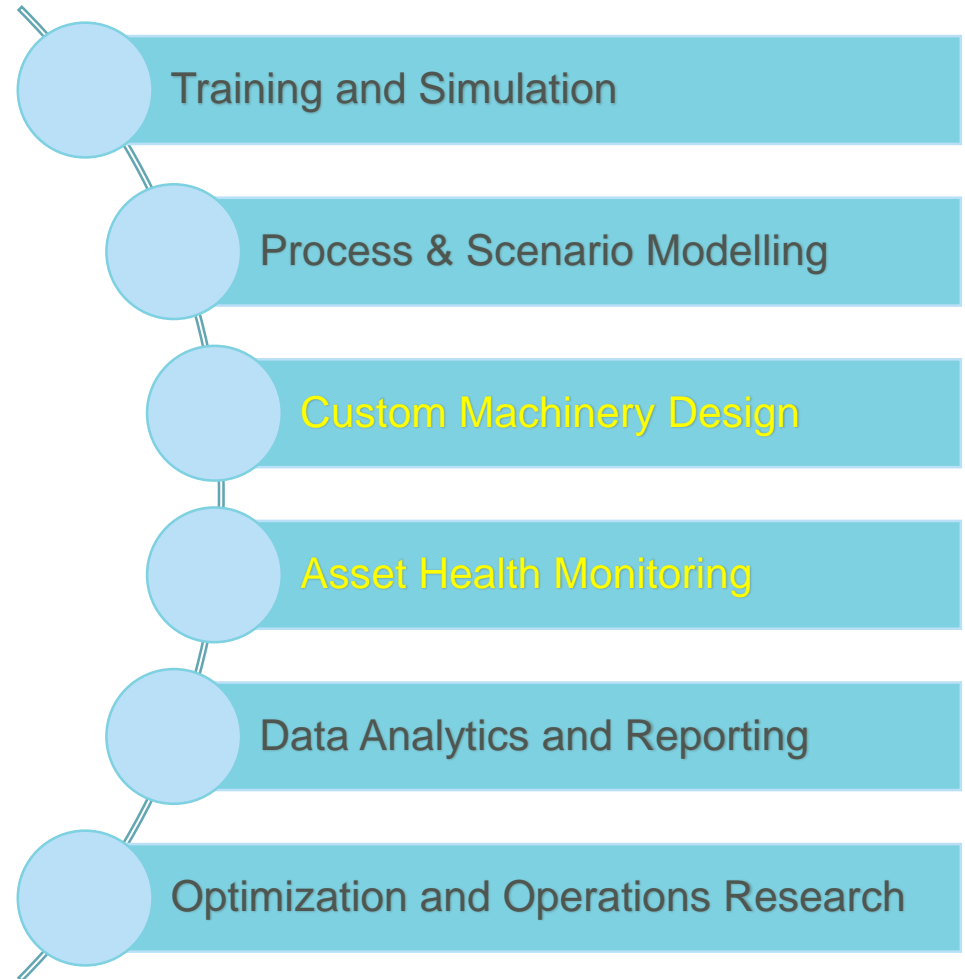 Training and Simulation
Process & Scenario Modelling
Custom Machinery Design
Asset Health Monitoring
Data Analytics and Reporting
Optimization and Operations Research